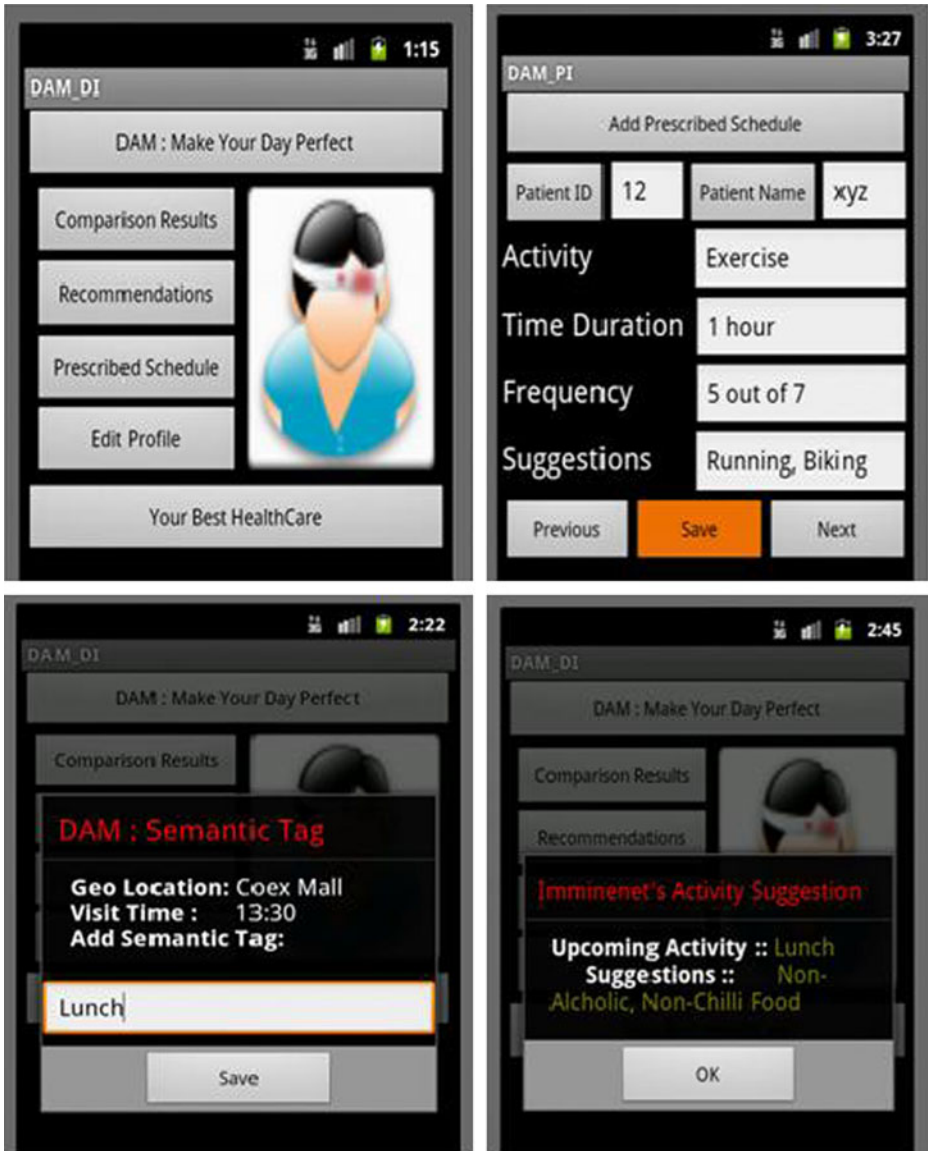 3G 1:15
DAM_DI
DAM : Make Your Day Perfect
Comparison Results
Recommendations
Prescribed Schedule
Edit Profile
Your Best HealthCare
3G 3:27
DAM_PI
Add Prescribed Schedule
Patient ID 12 Patient Name xyz
Activity Exercise
Time Duration 1 hour
Frequency 5 out of 7
Suggestions Running, Biking
Previous Save Next
3G 2:22
DAM_DI
DAM : Make Your Day Perfect
Comparison Results
DAM : Semantic Tag
Geo Location: Coex Mall
Visit Time : 13:30
Add Semantic Tag:
Lunch
Save
3G 2:45
DAM_DI
DAM : Make Your Day Perfect
Comparison Results
Recommendations
Imminenet's Activity Suggestion
Upcoming Activity :: Lunch
Suggestions :: Non-
Alcholic, Non-Chilli Food
OK